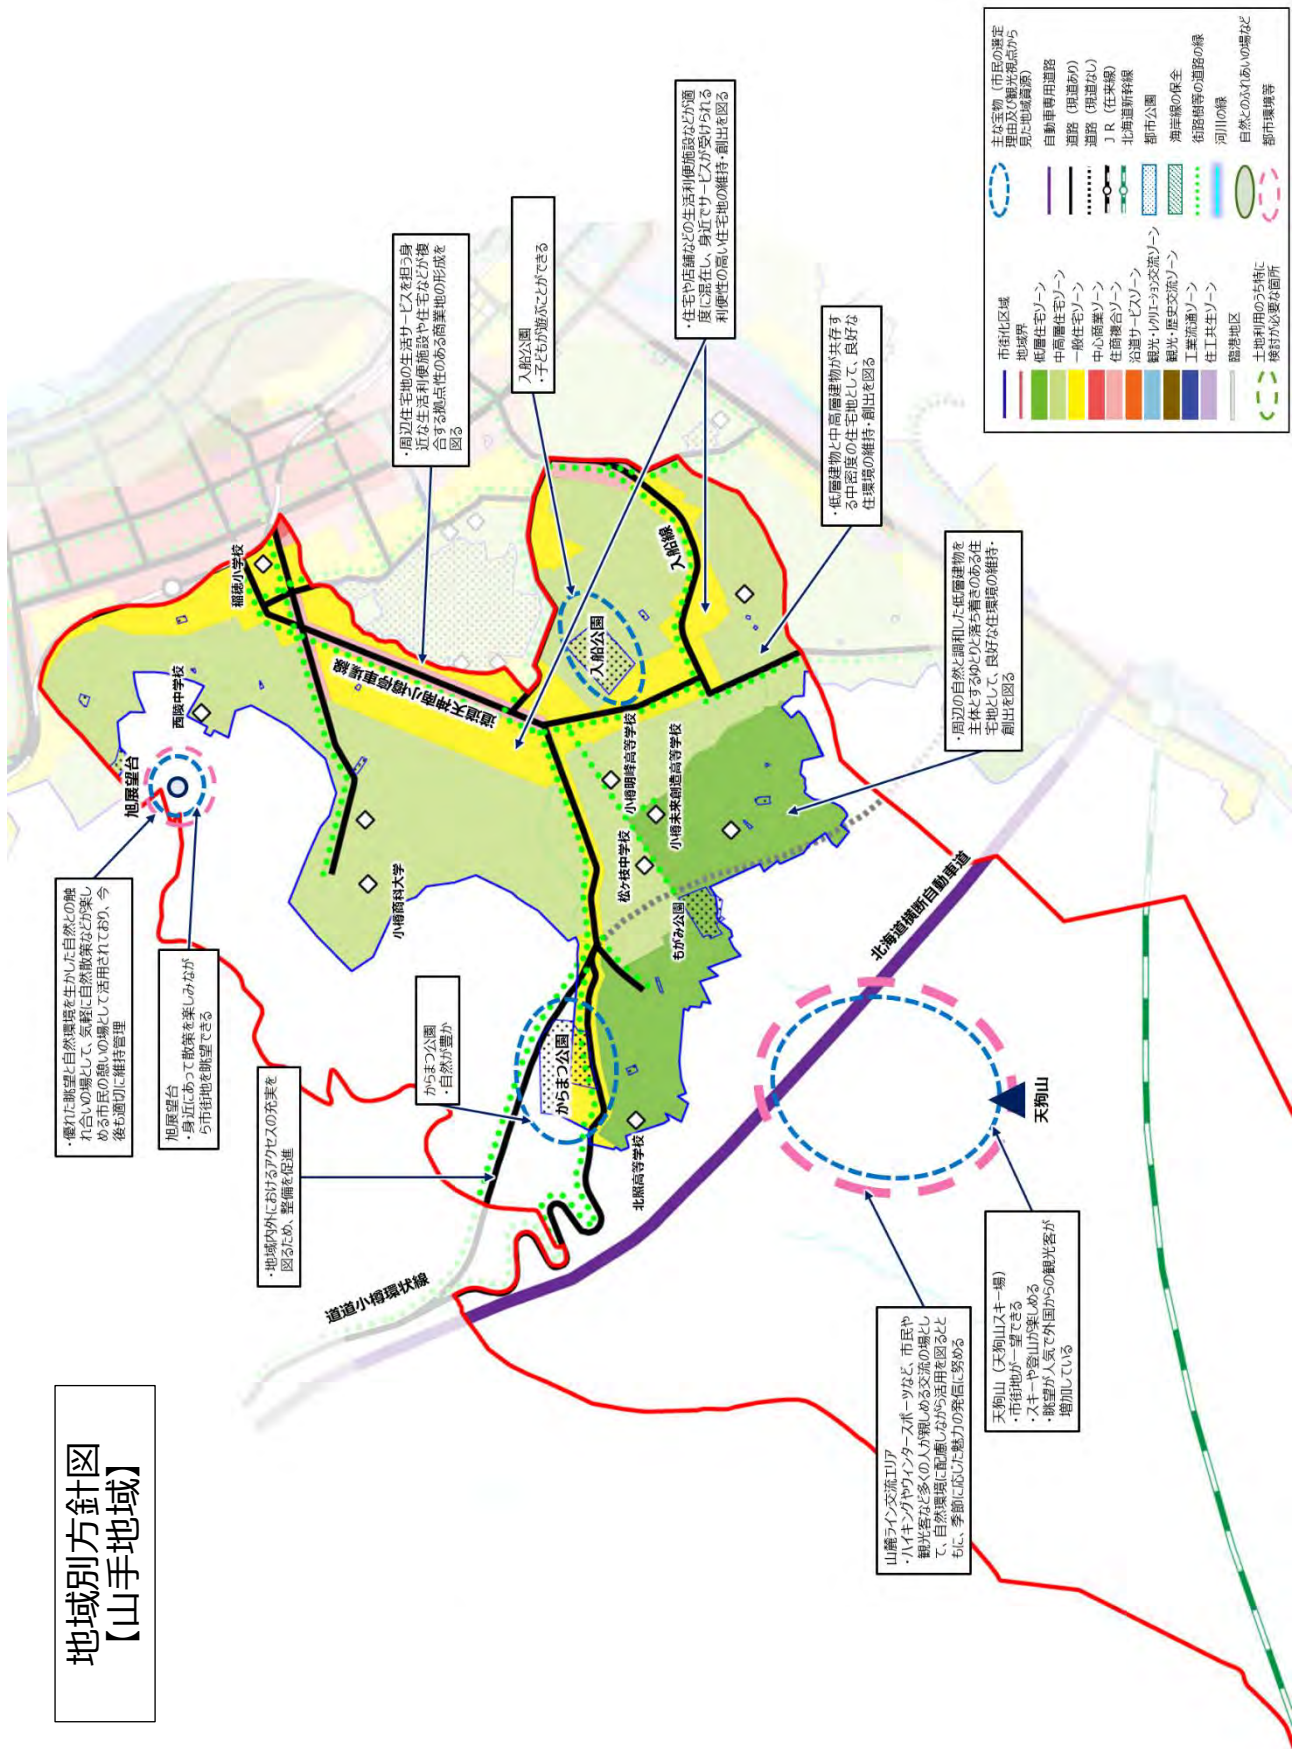 地域別方針図
【山手地域】
・優れた眺望と自然環境を生かした自然との触
れ合いの場として、気軽に自然散策などが楽し
める市民の憩いの場として活用されており、今
後も適切に維持管理
旭展望台
・身近にあって散策を楽しみなが
ら市街地を眺望できる
・地域内外におけるアクセスの充実を
図るため、整備を促進
からまつ公園
・自然が豊か
・周辺住宅地の生活サービスを担う身
近な生活利便施設や住宅などが複
合する拠点性のある商業地の形成を
図る
入船公園
・子どもが遊ぶことができる
・住宅や店舗などの生活利便施設などが適
度に混在し、身近でサービスが受けられる
利便性の高い住宅地の維持・創出を図る
・低層建物と中高層建物が共存す
る中密度の住宅地として、良好な
住環境の維持・創出を図る
・周辺の自然と調和した低層建物を
主体とするゆとりと落ち着きのある住
宅地として、良好な住環境の維持・
創出を図る
山麓ライン交流エリア
・ハイキングやウィンタースポーツなど、市民や
観光客など多くの人が親しめる交流の場とし
て、自然環境に配慮しながら活用を図るとと
もに、季節に応じた魅力の発信に努める
天狗山（天狗山スキー場）
・市街地が一望できる
・スキーや登山が楽しめる
・眺望が人気で外国からの観光客が
増加している
旭展望台
西陵中学校
稲穂小学校
小樽商科大学
道道天神南小樽停車場線
入船公園
入船線
小樽明峰高等学校
小樽未来創造高等学校
松ケ枝中学校
もがみ公園
からまつ公園
北照高等学校
道道小樽環状線
北海道横断自動車道
天狗山
市街化区域
地域界
低層住宅ゾーン
中高層住宅ゾーン
一般住宅ゾーン
中心商業ゾーン
住商複合ゾーン
沿道サービスゾーン
観光・レクリエーション交流ゾーン
観光・歴史交流ゾーン
工業流通ゾーン
住工共生ゾーン
臨港地区
土地利用のうち特に
検討が必要な箇所
主な宝物（市民の選定
理由及び観光視点から
見た地域資源）
自動車専用道路
道路（現道あり）
道路（現道なし）
ＪＲ（在来線）
北海道新幹線
都市公園
海岸線の保全
街路樹等の道路の緑
河川の緑
自然とのふれあいの場など
都市環境等